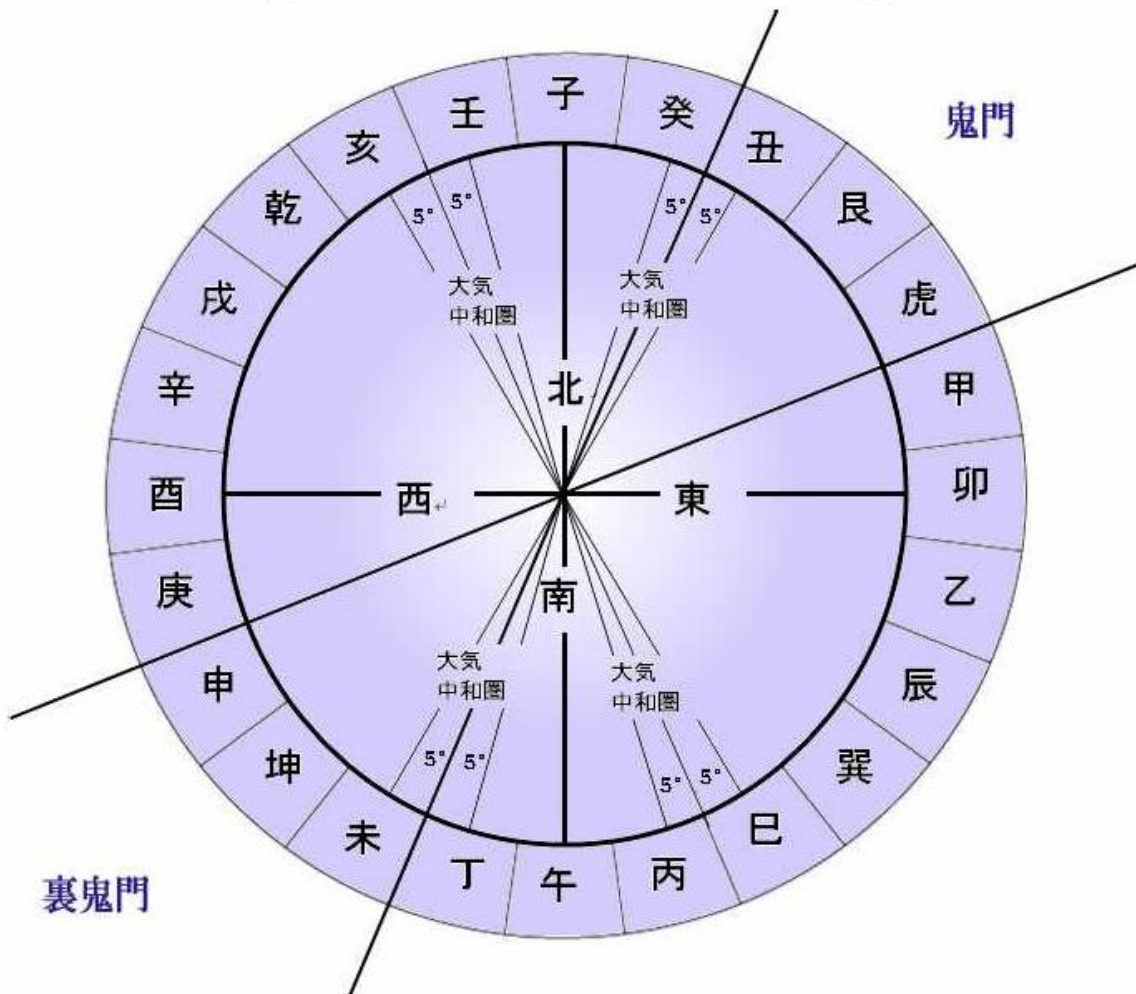 子
癸
丑
艮
虎
甲
卯
乙
辰
巽
巳
丙
午
丁
未
坤
申
庚
酉
辛
戌
乾
亥
壬
鬼門
裏鬼門
5°
5°
5°
5°
大気
中和圏
大気
中和圏
北
西
東
南
大気
中和圏
大気
中和圏
5°
5°
5°
5°